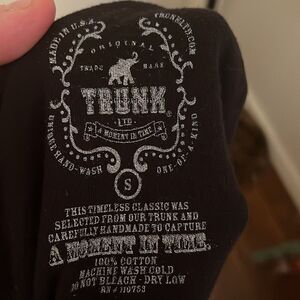 MADE IN U.S.A.
TRUNKLTD.COM
ORIGINAL
TRADE MARK
TRUNK
LTD.
®
A MOMENT IN TIME
UNIQUE HAND-WASH
ONE-OF-A-KIND
S
THIS TIMELESS CLASSIC WAS
SELECTED FROM OUR TRUNK AND
CAREFULLY HANDMADE TO CAPTURE
A MOMENT IN TIME.
100% COTTON
MACHINE WASH COLD
DO NOT BLEACH - DRY LOW
RN# 110753